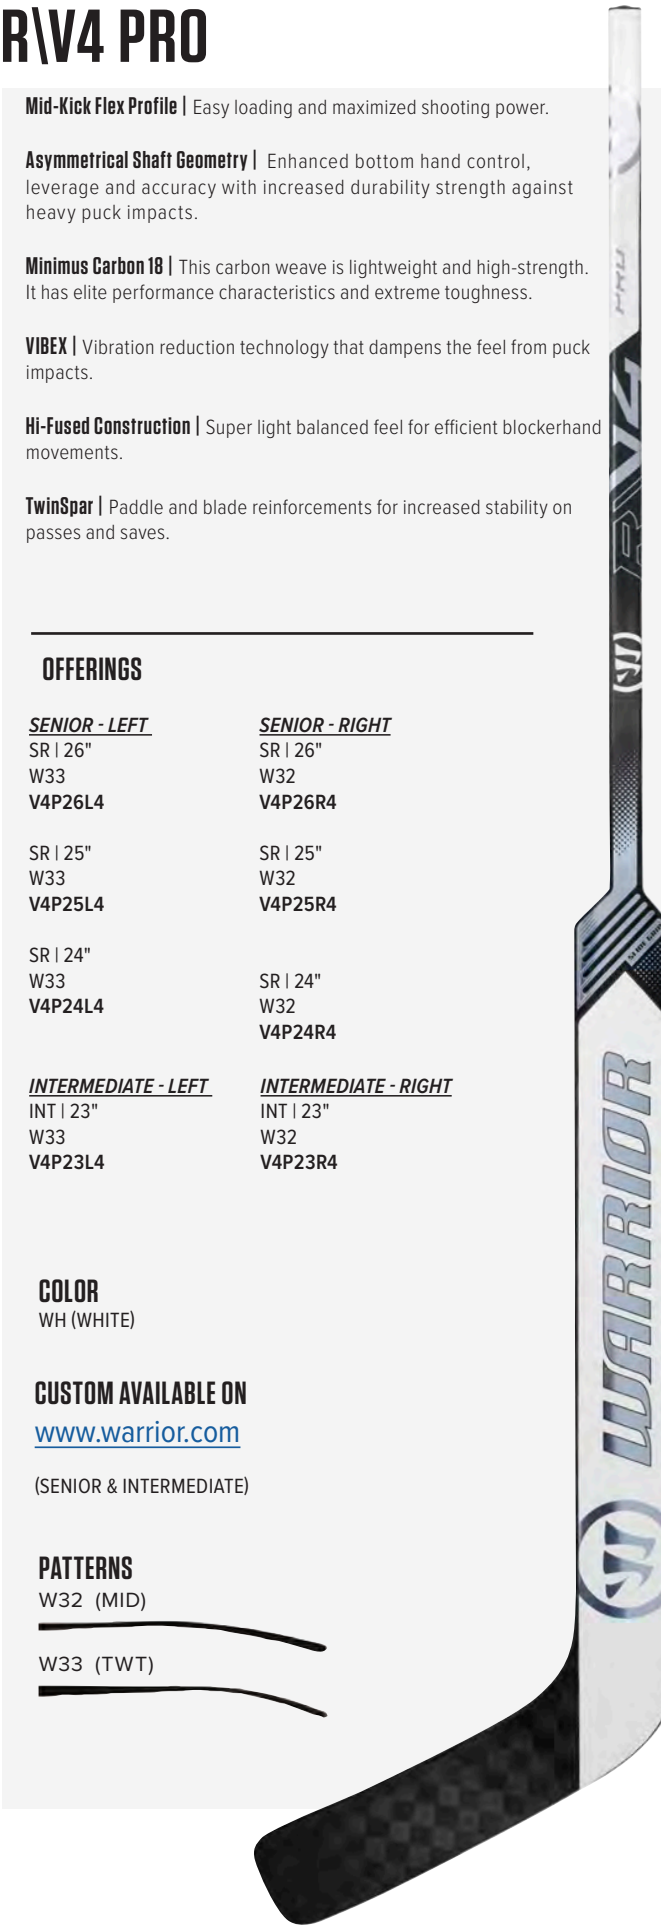 R\V4 PRO
Mid-Kick Flex Profile | Easy loading and maximized shooting power.
Asymmetrical Shaft Geometry | Enhanced bottom hand control,
leverage and accuracy with increased durability strength against
heavy puck impacts.
Minimus Carbon 18 | This carbon weave is lightweight and high-strength.
It has elite performance characteristics and extreme toughness.
VIBEX | Vibration reduction technology that dampens the feel from puck
impacts.
Hi-Fused Construction | Super light balanced feel for efficient blockerhand
movements.
TwinSpar | Paddle and blade reinforcements for increased stability on
passes and saves.
OFFERINGS
SENIOR - LEFT
SR | 26"
W33
V4P26L4
SR | 25"
W33
V4P25L4
SR | 24"
W33
V4P24L4
SENIOR - RIGHT
SR | 26"
W32
V4P26R4
SR | 25"
W32
V4P25R4
SR | 24"
W32
V4P24R4
INTERMEDIATE - LEFT
INT | 23"
W33
V4P23L4
INTERMEDIATE - RIGHT
INT | 23"
W32
V4P23R4
COLOR
WH (WHITE)
CUSTOM AVAILABLE ON
www.warrior.com
(SENIOR & INTERMEDIATE)
PATTERNS
W32 (MID)
W33 (TWT)
PRO
R\V4
WARRIOR